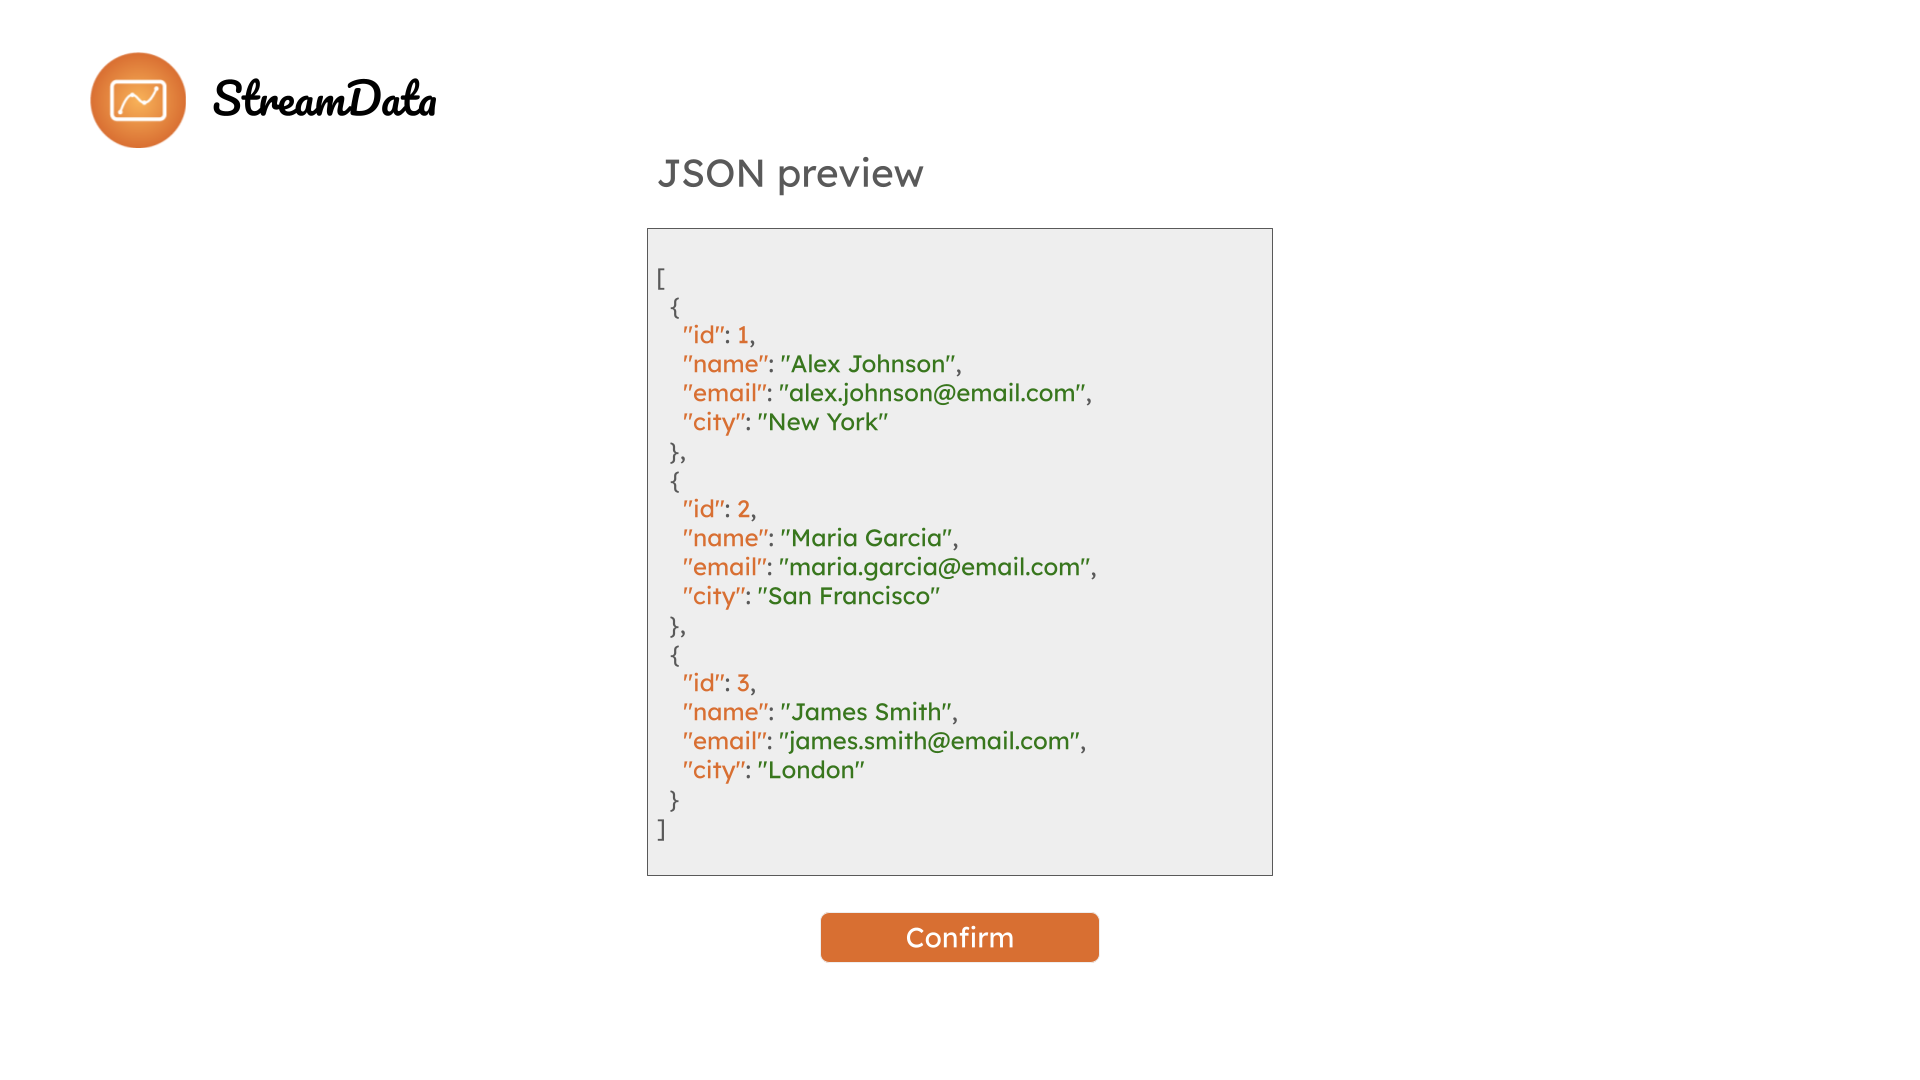 StreamData
JSON preview
[
{
"id": 1,
"name": "Alex Johnson",
"email": "alex.johnson@email.com",
"city": "New York"
},
{
"id": 2,
"name": "Maria Garcia",
"email": "maria.garcia@email.com",
"city": "San Francisco"
},
{
"id": 3,
"name": "James Smith",
"email": "james.smith@email.com",
"city": "London"
}
]
Confirm